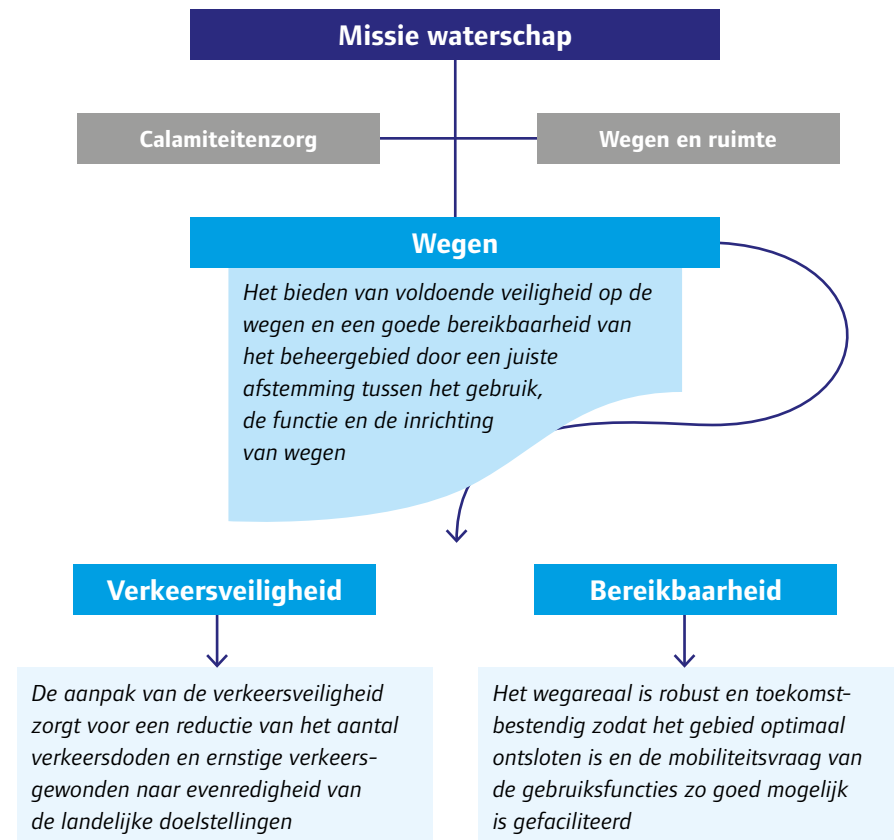 Missie waterschap
Calamiteitenzorg
Wegen en ruimte
Wegen
Het bieden van voldoende veiligheid op de
wegen en een goede bereikbaarheid van
het beheergebied door een juiste
afstemming tussen het gebruik,
de functie en de inrichting
van wegen
Verkeersveiligheid
De aanpak van de verkeersveiligheid
zorgt voor een reductie van het aantal
verkeersdoden en ernstige verkeers-
gewonden naar evenredigheid van
de landelijke doelstellingen
Bereikbaarheid
Het wegareaal is robust en toekomst-
bestendig zodat het gebied optimaal
ontsloten is en de mobiliteitsvraag van
de gebruiksfuncties zo goed mogelijk
is gefaciliteerd